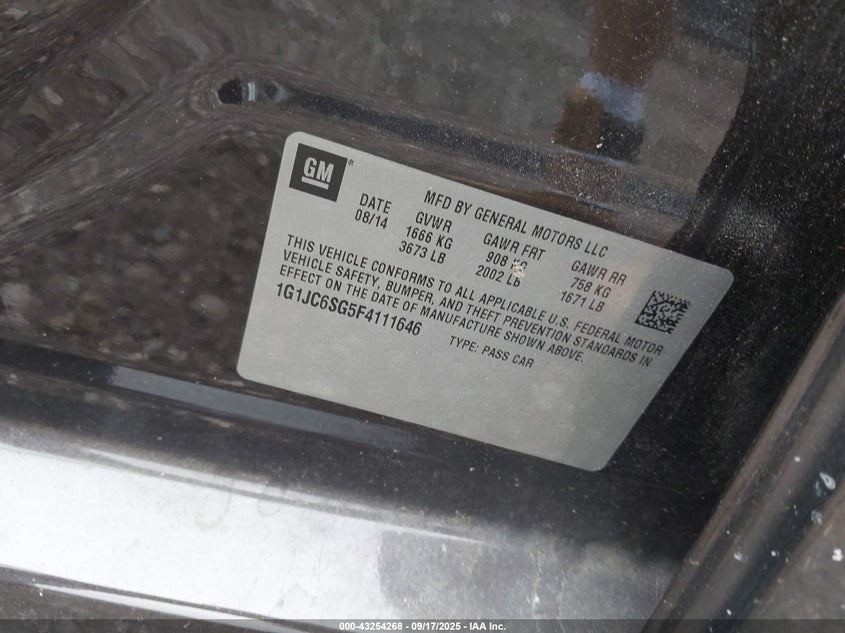 GM
MFD BY GENERAL MOTORS LLC
DATE GVWR GAWR FRT GAWR RR
08/14 1666 KG 908 KG 758 KG
3673 LB 2002 LB 1671 LB
THIS VEHICLE CONFORMS TO ALL APPLICABLE U.S. FEDERAL MOTOR
VEHICLE SAFETY, BUMPER, AND THEFT PREVENTION STANDARDS IN
EFFECT ON THE DATE OF MANUFACTURE SHOWN ABOVE.
1G1JC6SG5F4111646 TYPE: PASS CAR
000-43254268 - 09/17/2025 - IAA Inc.